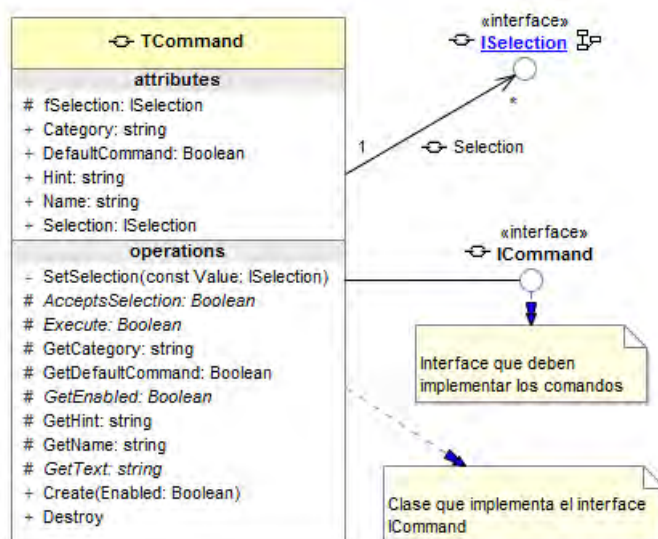 TCommand
attributes
# fSelection: ISelection
+ Category: string
+ DefaultCommand: Boolean
+ Hint: string
+ Name: string
+ Selection: ISelection
operations
- SetSelection(const Value: ISelection)
# AcceptsSelection: Boolean
# Execute: Boolean
# GetCategory: string
# GetDefaultCommand: Boolean
# GetEnabled: Boolean
# GetHint: string
# GetName: string
# GetText: string
+ Create(Enabled: Boolean)
+ Destroy
«interface»
ISelection
*
1
Selection
«interface»
ICommand
Interface que deben
implementar los comandos
Clase que implementa el interface
ICommand